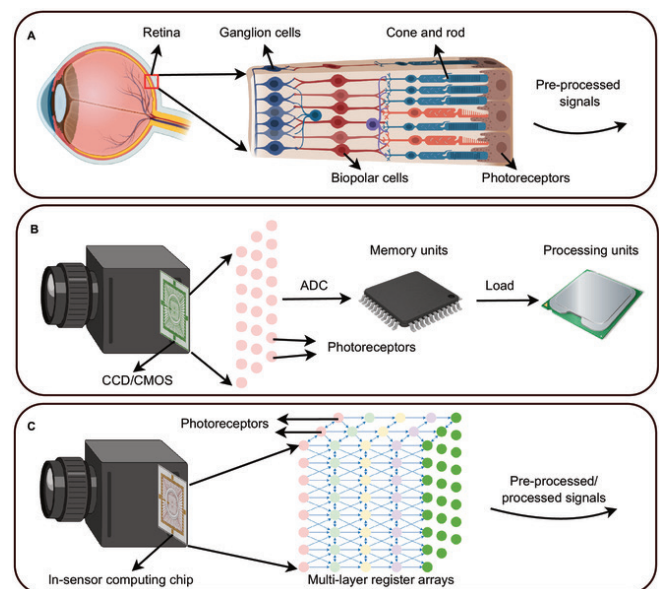 A
Retina
Ganglion cells
Cone and rod
Pre-processed
signals
Biopolar cells
Photoreceptors
B
Memory units
Processing units
ADC
Load
Photoreceptors
CCD/CMOS
C
Photoreceptors
Pre-processed/
processed signals
In-sensor computing chip
Multi-layer register arrays